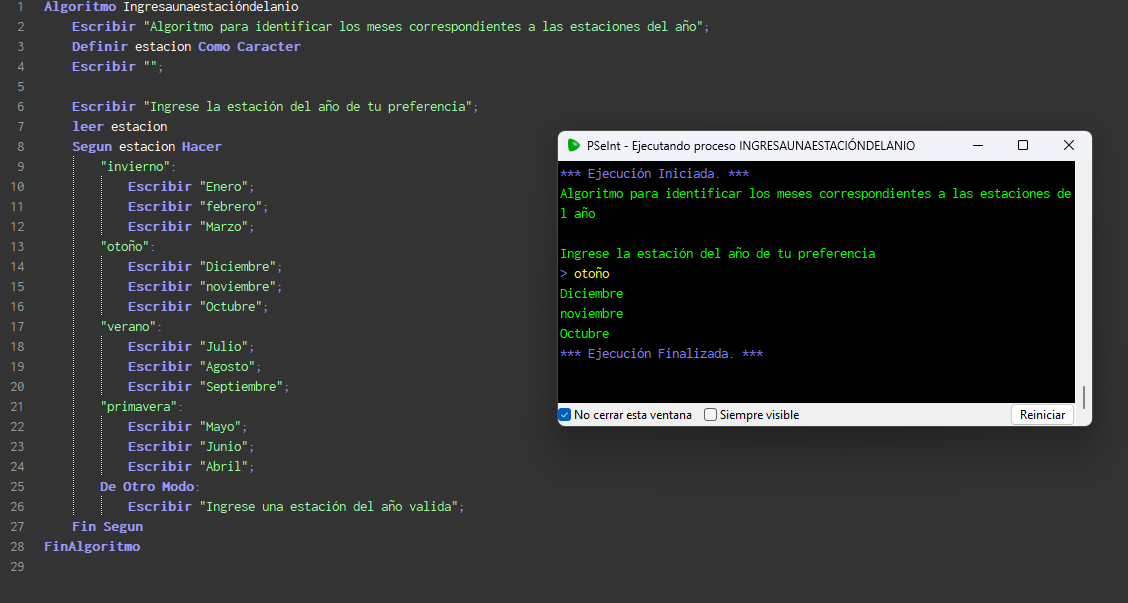 1 Algoritmo Ingresaunaestacióndelanio
2 Escribir "Algoritmo para identificar los meses correspondientes a las estaciones del año";
3 Definir estacion Como Caracter
4 Escribir "";
5
6 Escribir "Ingrese la estación del año de tu preferencia";
7 leer estacion
8 Segun estacion Hacer
9 "invierno":
10 Escribir "Enero";
11 Escribir "febrero";
12 Escribir "Marzo";
13 "otoño":
14 Escribir "Diciembre";
15 Escribir "noviembre";
16 Escribir "Octubre";
17 "verano":
18 Escribir "Julio";
19 Escribir "Agosto";
20 Escribir "Septiembre";
21 "primavera":
22 Escribir "Mayo";
23 Escribir "Junio";
24 Escribir "Abril";
25 De Otro Modo:
26 Escribir "Ingrese una estación del año valida";
27 Fin Segun
28 FinAlgoritmo
29
PSeInt - Ejecutando proceso INGRESAUNAESTACIÓNDELANIO
*** Ejecución Iniciada. ***
Algoritmo para identificar los meses correspondientes a las estaciones de
l año
Ingrese la estación del año de tu preferencia
> otoño
Diciembre
noviembre
Octubre
*** Ejecución Finalizada. ***
No cerrar esta ventana
Siempre visible
Reiniciar